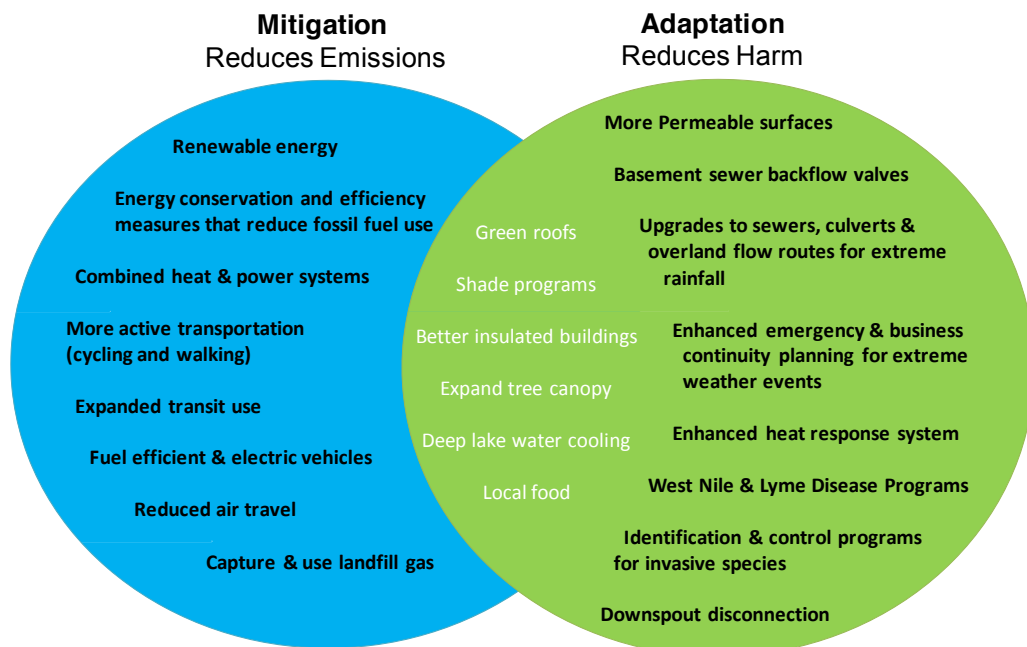 Mitigation
Reduces Emissions
Renewable energy
Energy conservation and efficiency
measures that reduce fossil fuel use
Combined heat & power systems
More active transportation
(cycling and walking)
Expanded transit use
Fuel efficient & electric vehicles
Reduced air travel
Capture & use landfill gas
Green roofs
Shade programs
Better insulated buildings
Expand tree canopy
Deep lake water cooling
Local food
Adaptation
Reduces Harm
More Permeable surfaces
Basement sewer backflow valves
Upgrades to sewers, culverts &
overland flow routes for extreme
rainfall
Enhanced emergency & business
continuity planning for extreme
weather events
Enhanced heat response system
West Nile & Lyme Disease Programs
Identification & control programs
for invasive species
Downspout disconnection